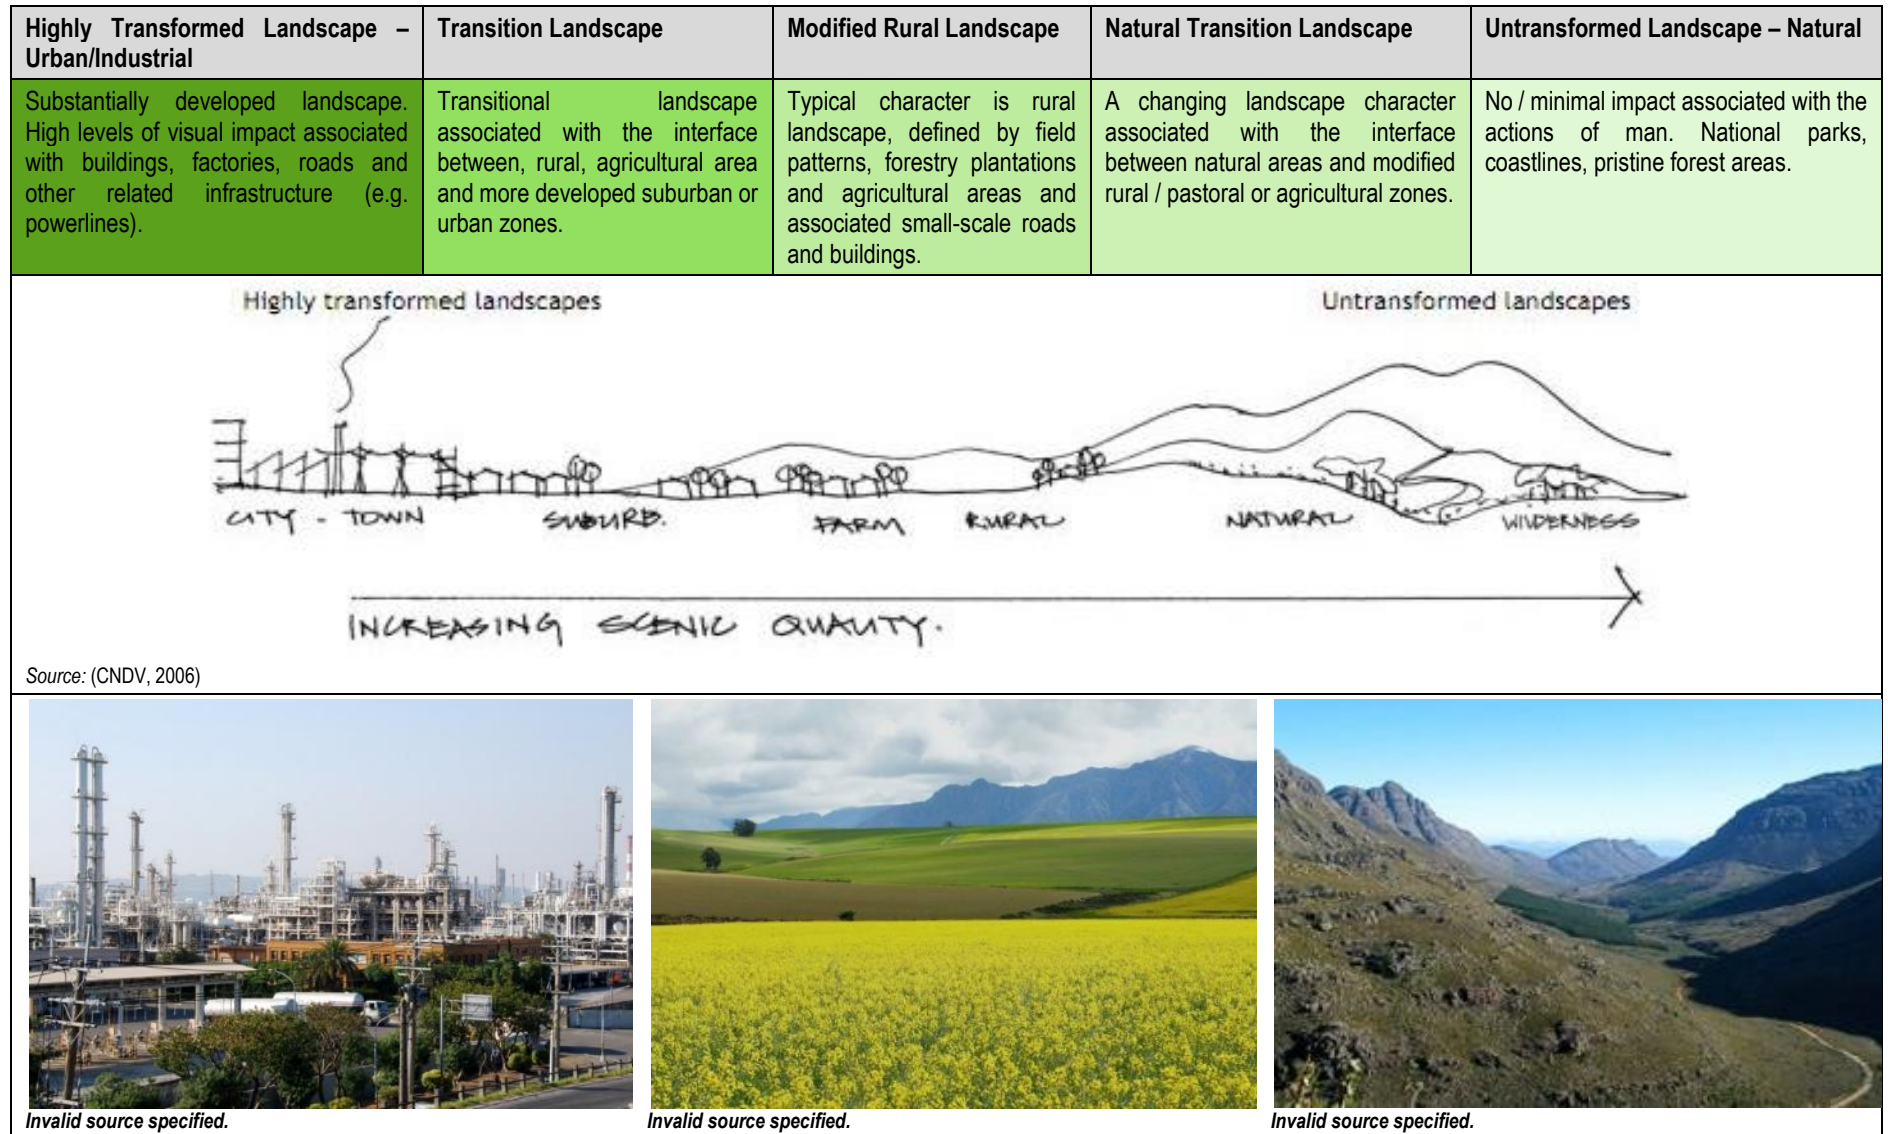 Highly Transformed Landscape –
Urban/Industrial
Transition Landscape
Modified Rural Landscape
Natural Transition Landscape
Untransformed Landscape – Natural
Substantially developed landscape.
High levels of visual impact associated
with buildings, factories, roads and
other related infrastructure (e.g.
powerlines).
Transitional landscape
associated with the interface
between, rural, agricultural area
and more developed suburban or
urban zones.
Typical character is rural
landscape, defined by field
patterns, forestry plantations
and agricultural areas and
associated small-scale roads
and buildings.
A changing landscape character
associated with the interface
between natural areas and modified
rural / pastoral or agricultural zones.
No / minimal impact associated with the
actions of man. National parks,
coastlines, pristine forest areas.
Highly transformed landscapes
Untransformed landscapes
CITY - TOWN
SUBURB.
FARM
RURAL
NATURAL
WILDERNESS
INCREASING SCENIC QUALITY.
Source: (CNDV, 2006)
Invalid source specified.
Invalid source specified.
Invalid source specified.